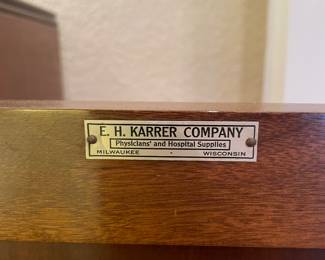 E. H. KARRER COMPANY
Physicians' and Hospital Supplies
MILWAUKEE . WISCONSIN